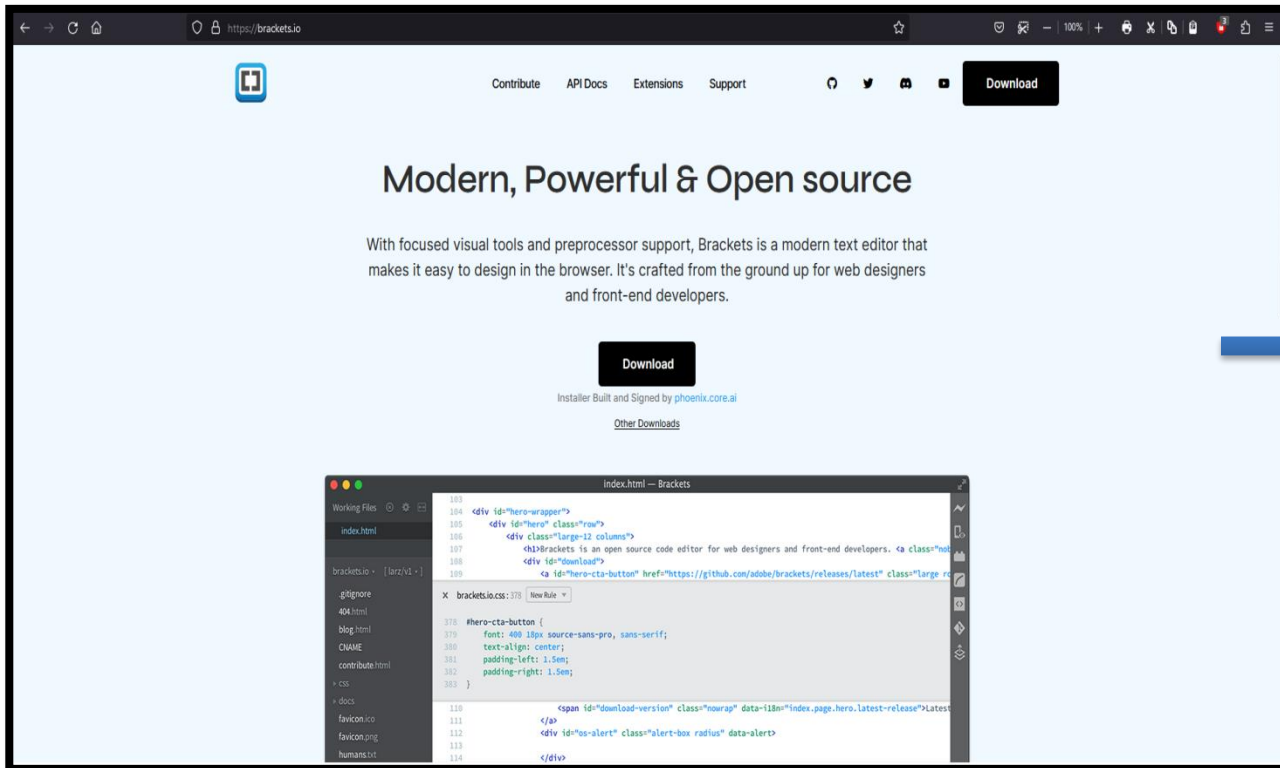 https://brackets.io
100%
3
Contribute API Docs Extensions Support
Download
Modern, Powerful & Open source
With focused visual tools and preprocessor support, Brackets is a modern text editor that
makes it easy to design in the browser. It's crafted from the ground up for web designers
and front-end developers.
Download
Installer Built and Signed by phoenix.core.ai
Other Downloads
index.html — Brackets
Working Files
index.html
brackets.io [larz/v1]
.gitignore
404.html
blog.html
CNAME
contribute.html
css
docs
favicon.ico
favicon.png
humans.txt
103
104 <div id="hero-wrapper">
105 <div id="hero" class="row">
106 <div class="large-12 columns">
107 <h1>Brackets is an open source code editor for web designers and front-end developers. <a class="nob
108 <div id="download">
109 <a id="hero-cta-button" href="https://github.com/adobe/brackets/releases/latest" class="large ro
X brackets.io.css : 378 New Rule
378 #hero-cta-button {
379 font: 400 18px source-sans-pro, sans-serif;
380 text-align: center;
381 padding-left: 1.5em;
382 padding-right: 1.5em;
383 }
110 <span id="download-version" class="nowrap" data-i18n="index.page.hero.latest-release">Latest
111 </a>
112 <div id="os-alert" class="alert-box radius" data-alert>
113
114 </div>